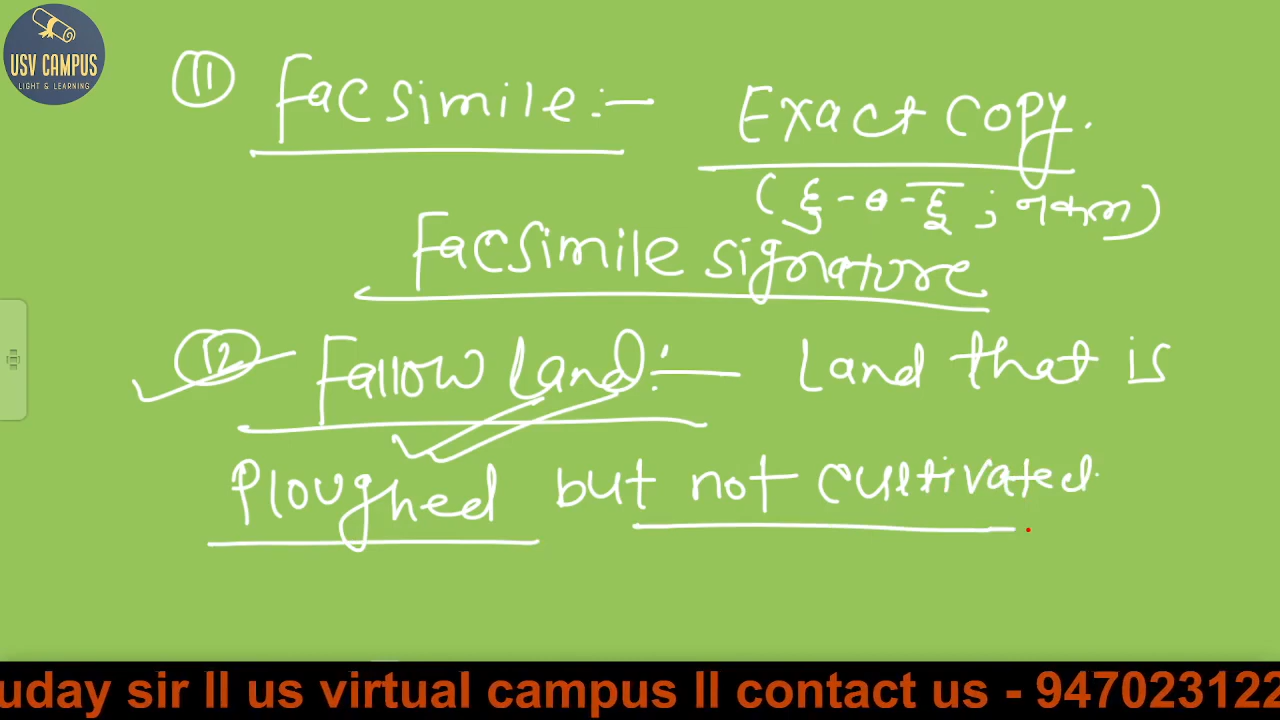 USV CAMPUS
LIGHT & LEARNING
11 Facsimile :- Exact Copy.
(हू-ब-हू ; नकल)
Facsimile signature
12 Fallow land :- Land that is
Ploughed but not cultivated.
uday sir ll us virtual campus ll contact us - 947023122